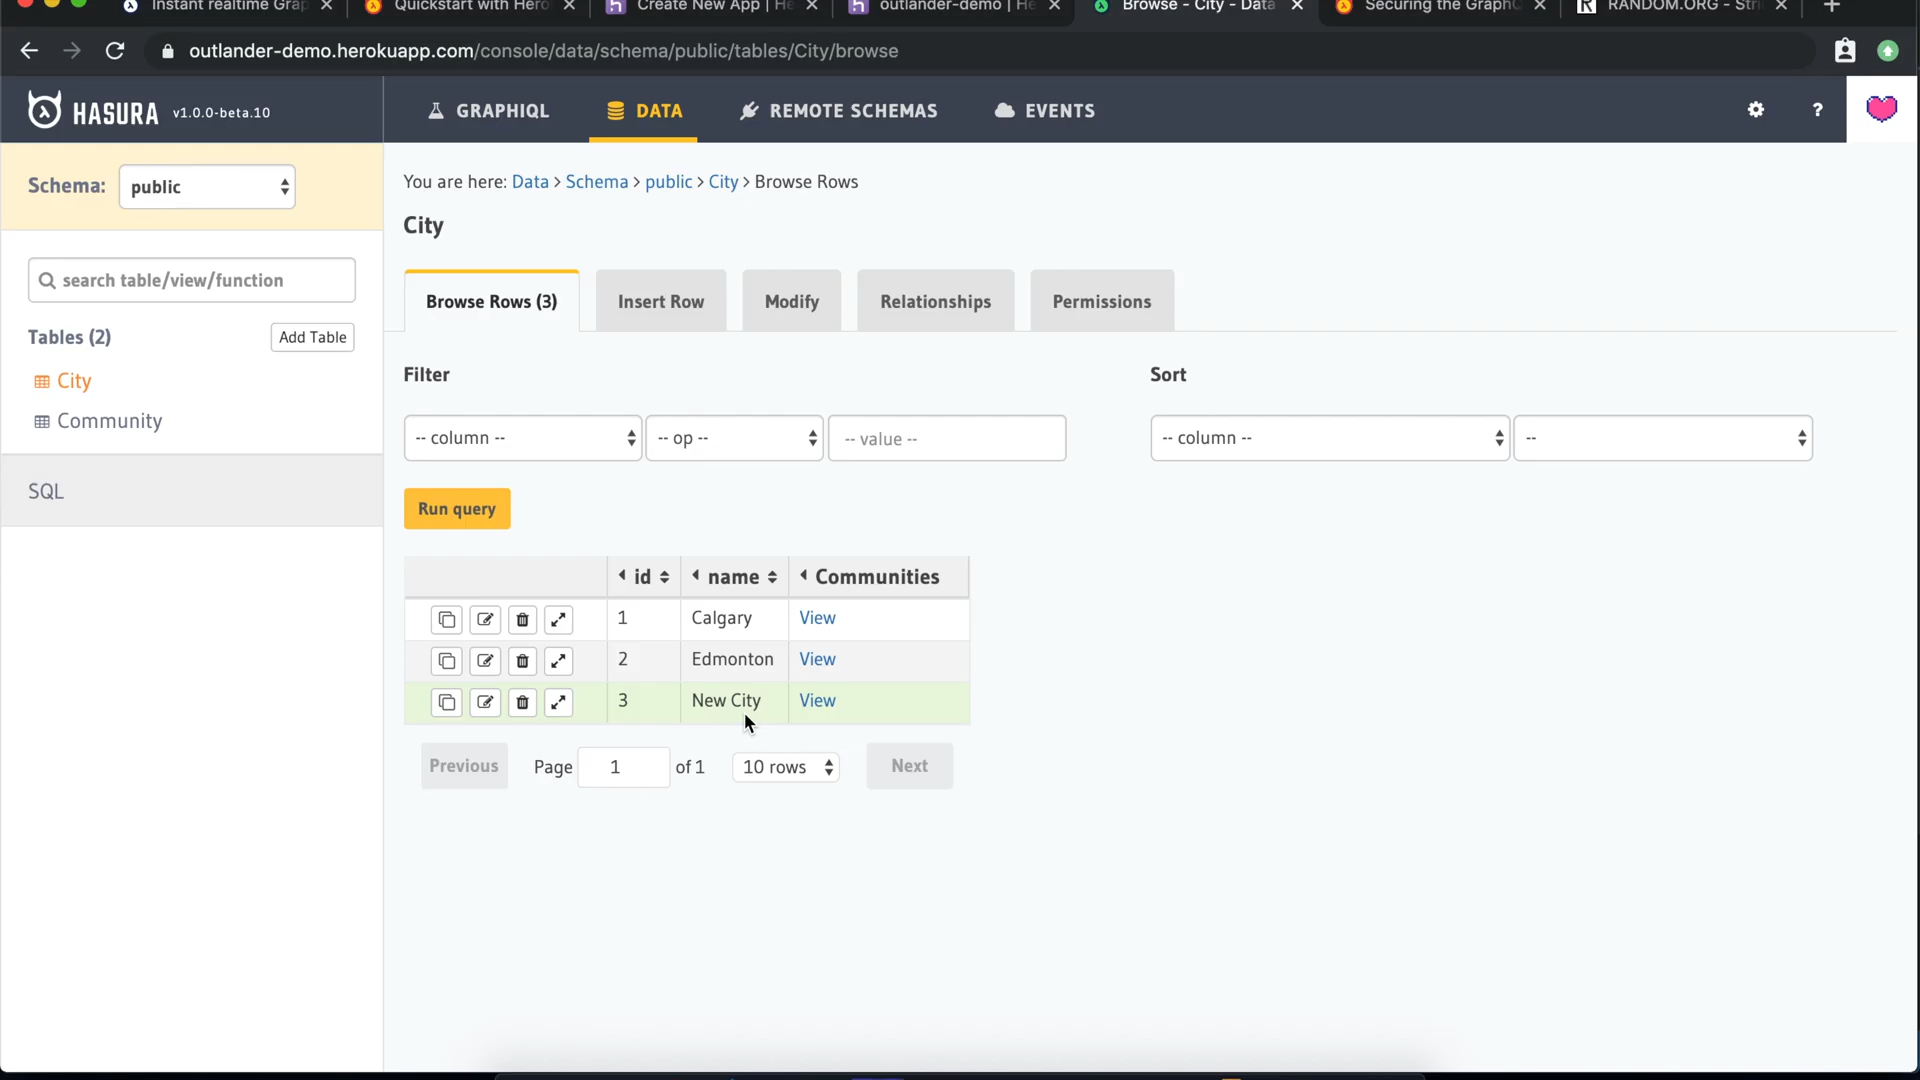 Instant realtime Grap
Quickstart with Hero
Create New App | He
outlander-demo | He
Browse - City - Data
Securing the GraphQ
RANDOM.ORG - Stri
outlander-demo.herokuapp.com/console/data/schema/public/tables/City/browse
HASURA v1.0.0-beta.10
GRAPHIQL
DATA
REMOTE SCHEMAS
EVENTS
?
Schema: public
search table/view/function
Tables (2)
Add Table
City
Community
SQL
You are here: Data > Schema > public > City > Browse Rows
City
Browse Rows (3)
Insert Row
Modify
Relationships
Permissions
Filter
Sort
-- column --
-- op --
-- value --
-- column --
--
Run query
id name Communities
1 Calgary View
2 Edmonton View
3 New City View
Previous
Page 1 of 1
10 rows
Next